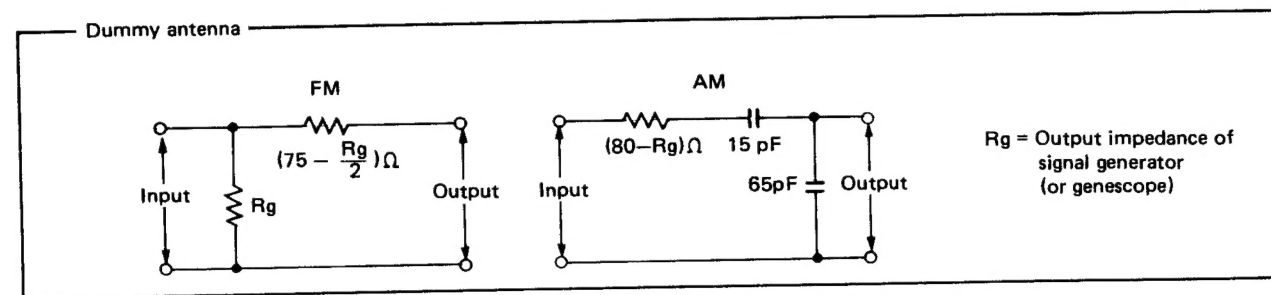 Dummy antenna
FM
(75 - Rg/2)Ω
Input
Rg
Output
AM
(80-Rg)Ω
15 pF
Input
65pF
Output
Rg = Output impedance of
signal generator
(or genescope)